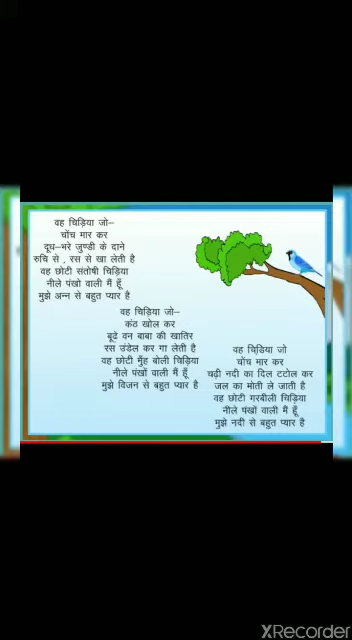 वह चिड़िया जो–
चोंच मार कर
दूध–भरे जुण्डी के दाने
रुचि से , रस से खा लेती है
वह छोटी संतोषी चिड़िया
नीले पंखो वाली मैं हूँ
मुझे अन्न से बहुत प्यार है
वह चिड़िया जो–
कंठ खोल कर
बूढे वन बाबा की खातिर
रस उंडेल कर गा लेती है
वह छोटी मूँह बोली चिड़िया
नीले पंखों वाली मैं हूँ
मुझे विजन से बहुत प्यार है
वह चिडि़या जो
चोंच मार कर
चढ़ी नदी का दिल टटोल कर
जल का मोती ले जाती है
वह छोटी गरबीली चिड़िया
नीले पंखों वाली मैं हूँ
मुझे नदी से बहुत प्यार है
XRecorder